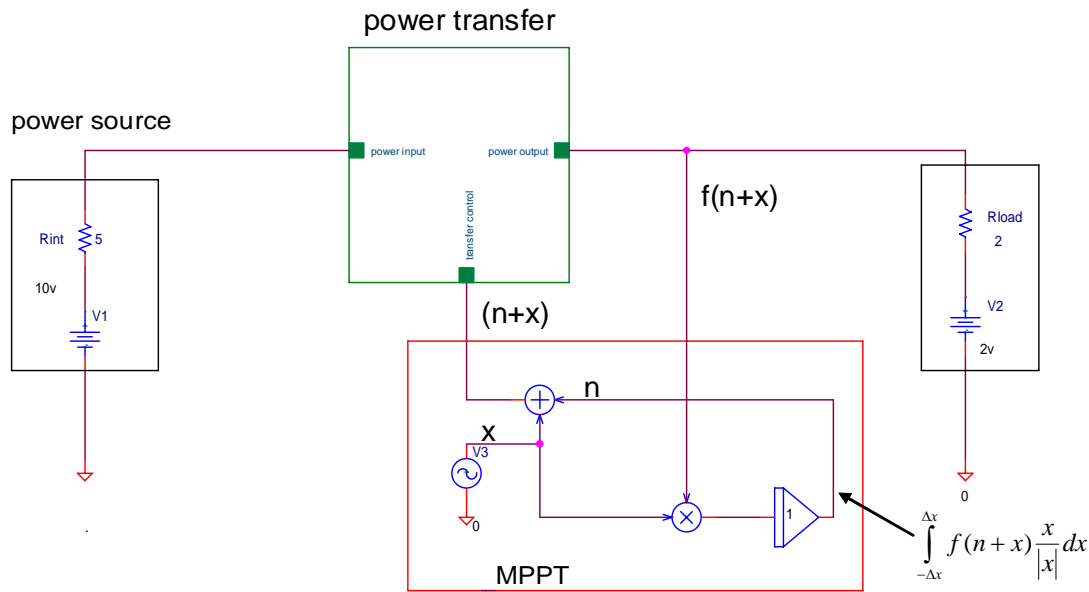 power transfer
power source
power input
power output
transfer control
f(n+x)
Rint
5
10v
V1
Rload
2
V2
2v
(n+x)
n
x
V3
0
1
0
MPPT
∫_{-Δx}^{Δx} f(n + x) x/|x| dx